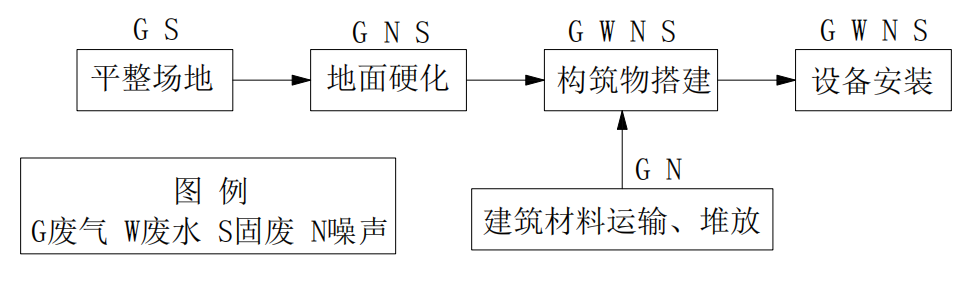 G S
G N S
G W N S
G W N S
平整场地
地面硬化
构筑物搭建
设备安装
G N
建筑材料运输、堆放
图 例
G废气 W废水 S固废 N噪声